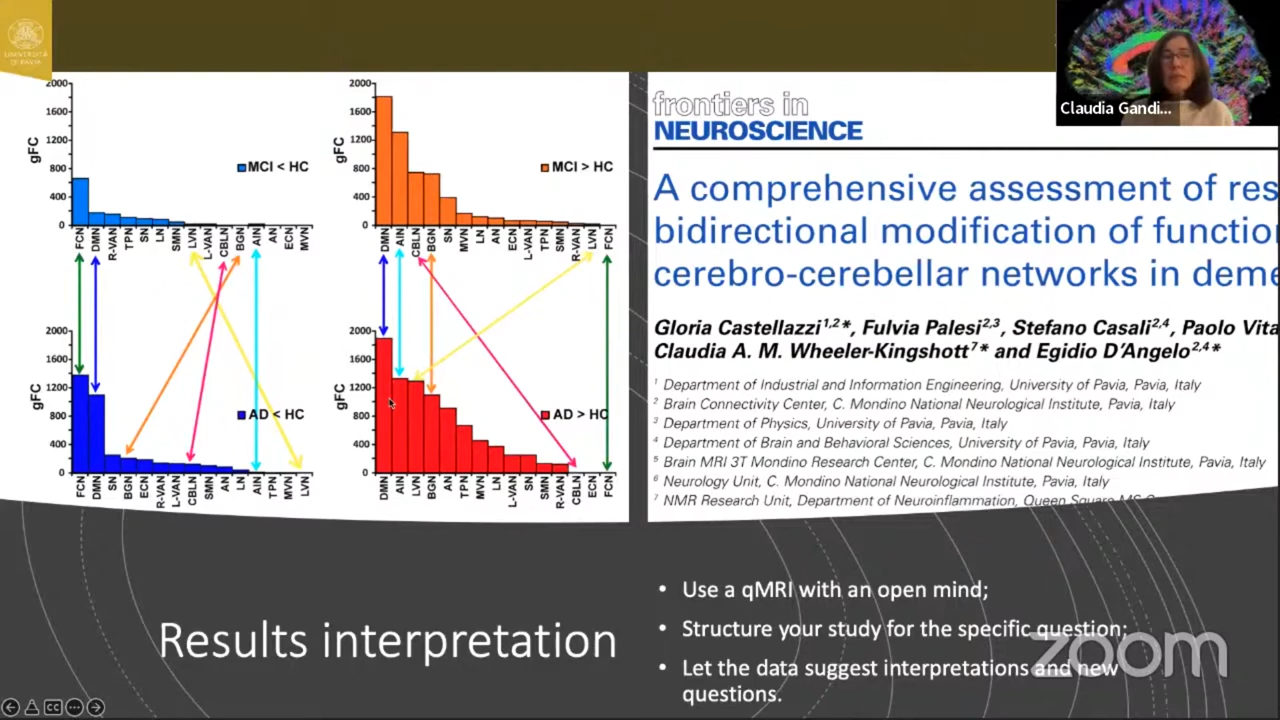 UNIVERSITÀ
DI PAVIA
Claudia Gandi...
2000
1600
1200
800
400
0
gFC
MCI < HC
FCN
DMN
R-VAN
TPN
SN
LN
SMN
LVN
L-VAN
CBLN
BGN
AIN
AN
ECN
MVN
2000
1600
1200
800
400
0
gFC
MCI > HC
DMN
AIN
CBLN
BGN
SN
MVN
LN
AN
ECN
L-VAN
TPN
SMN
R-VAN
LVN
FCN
2000
1600
1200
800
400
0
gFC
AD < HC
FCN
DMN
SN
BGN
ECN
R-VAN
L-VAN
CBLN
SMN
AN
LN
AIN
TPN
MVN
LVN
2000
1600
1200
800
400
0
gFC
AD > HC
DMN
AIN
LVN
BGN
AN
TPN
MVN
LN
L-VAN
SN
SMN
R-VAN
CBLN
ECN
FCN
frontiers in
NEUROSCIENCE
A comprehensive assessment of res
bidirectional modification of functio
cerebro-cerebellar networks in deme
Gloria Castellazzi1,2*, Fulvia Palesi2,3, Stefano Casali2,4, Paolo Vita
Claudia A. M. Wheeler-Kingshott7* and Egidio D'Angelo2,4*
1 Department of Industrial and Information Engineering, University of Pavia, Pavia, Italy
2 Brain Connectivity Center, C. Mondino National Neurological Institute, Pavia, Italy
3 Department of Physics, University of Pavia, Pavia, Italy
4 Department of Brain and Behavioral Sciences, University of Pavia, Pavia, Italy
5 Brain MRI 3T Mondino Research Center, C. Mondino National Neurological Institute, Pavia, Italy
6 Neurology Unit, C. Mondino National Neurological Institute, Pavia, Italy
7 NMR Research Unit, Department of Neuroinflammation, Queen Square MS C
Results interpretation
• Use a qMRI with an open mind;
• Structure your study for the specific question;
• Let the data suggest interpretations and new
questions.
zoom
CC